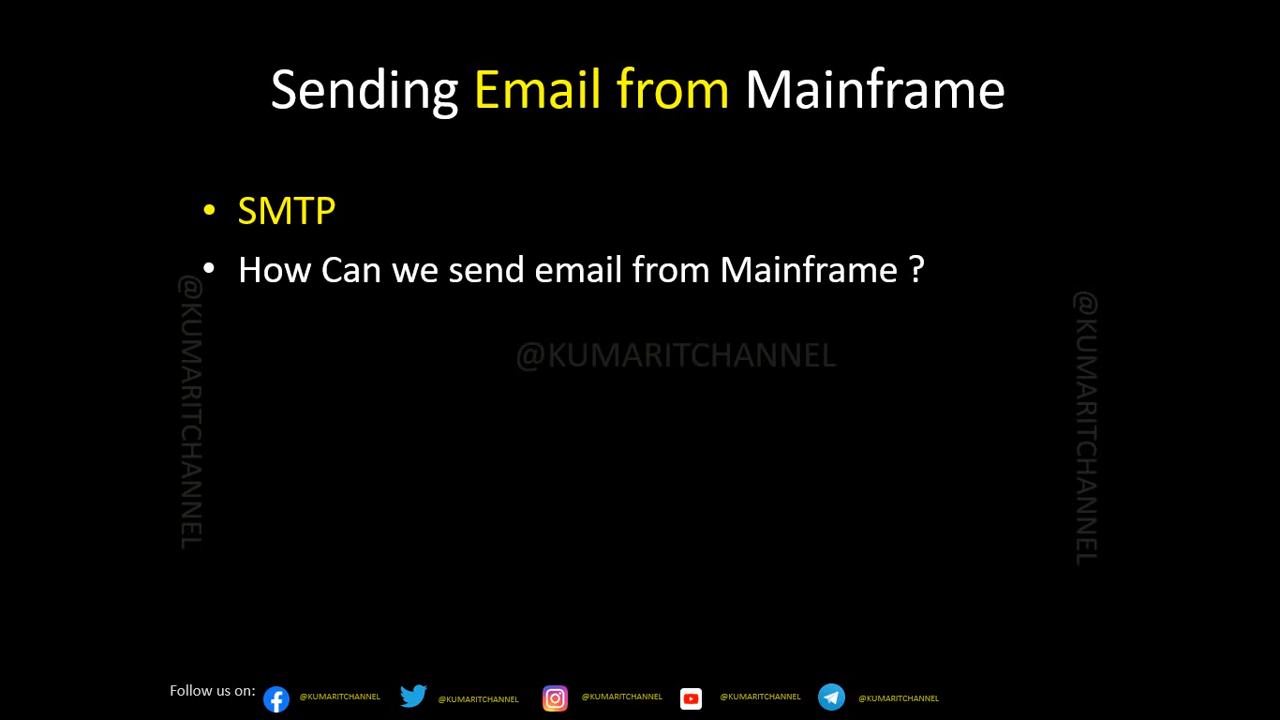 Sending Email from Mainframe
• SMTP
• How Can we send email from Mainframe ?
@KUMARITCHANNEL
@KUMARITCHANNEL
@KUMARITCHANNEL
Follow us on: @KUMARITCHANNEL @KUMARITCHANNEL @KUMARITCHANNEL @KUMARITCHANNEL @KUMARITCHANNEL